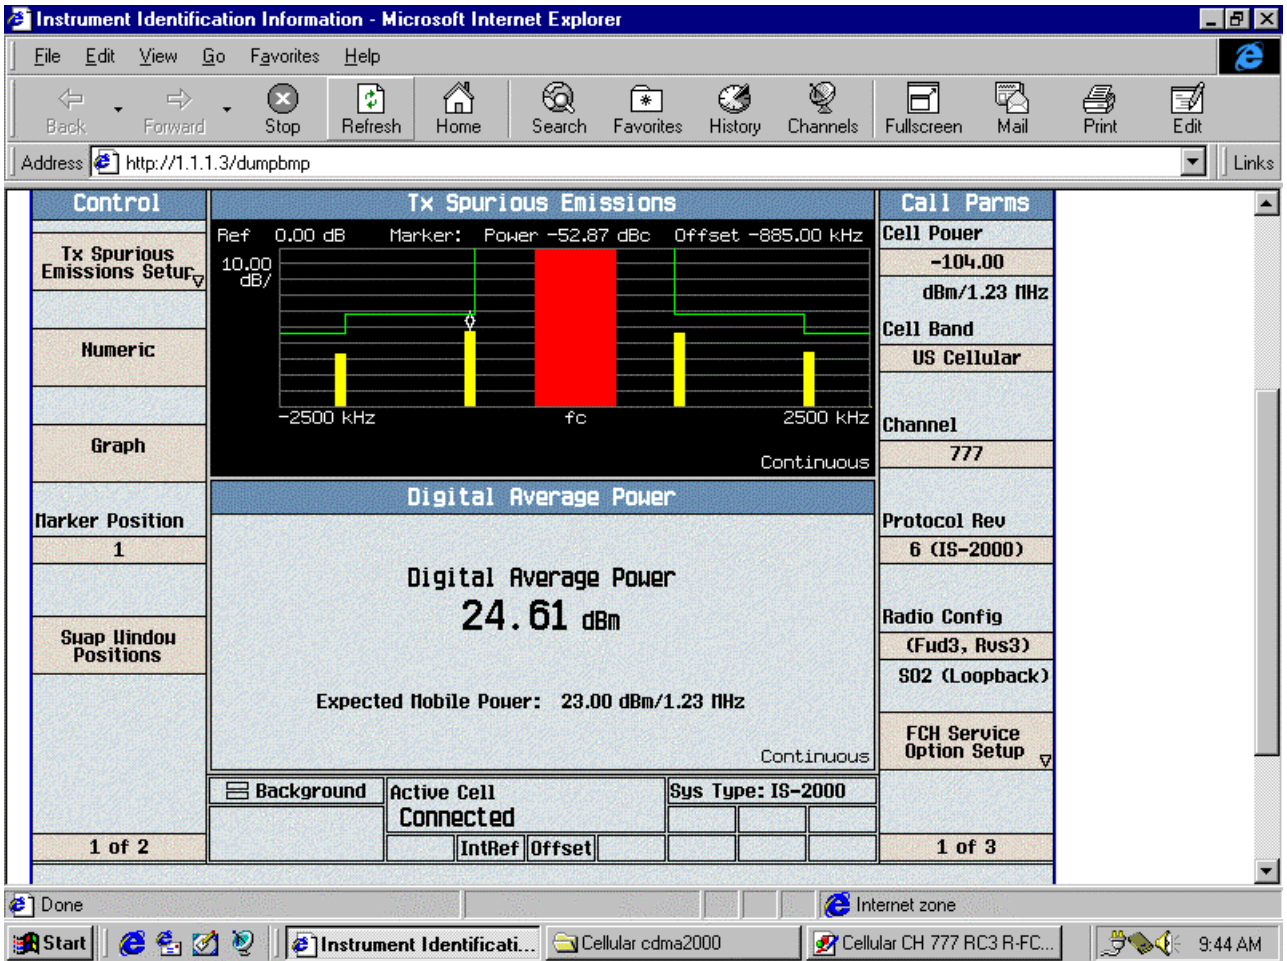 Instrument Identification Information - Microsoft Internet Explorer
File Edit View Go Favorites Help
Back Forward Stop Refresh Home Search Favorites History Channels Fullscreen Mail Print Edit
Address http://1.1.1.3/dumpbmp Links
Control
Tx Spurious
Emissions Setup
Numeric
Graph
Marker Position
1
Swap Window
Positions
1 of 2
Tx Spurious Emissions
Ref 0.00 dB Marker: Power -52.87 dBc Offset -885.00 kHz
10.00
dB/
-2500 kHz fc 2500 kHz
Continuous
Digital Average Power
Digital Average Power
24.61 dBm
Expected Mobile Power: 23.00 dBm/1.23 MHz
Continuous
Background
Active Cell
Connected
Sys Type: IS-2000
IntRef Offset
Call Parms
Cell Power
-104.00
dBm/1.23 MHz
Cell Band
US Cellular
Channel
777
Protocol Rev
6 (IS-2000)
Radio Config
(Fwd3, Rvs3)
SO2 (Loopback)
FCH Service
Option Setup
1 of 3
Done Internet zone
Start Instrument Identificati... Cellular cdma2000 Cellular CH 777 RC3 R-FC... 9:44 AM